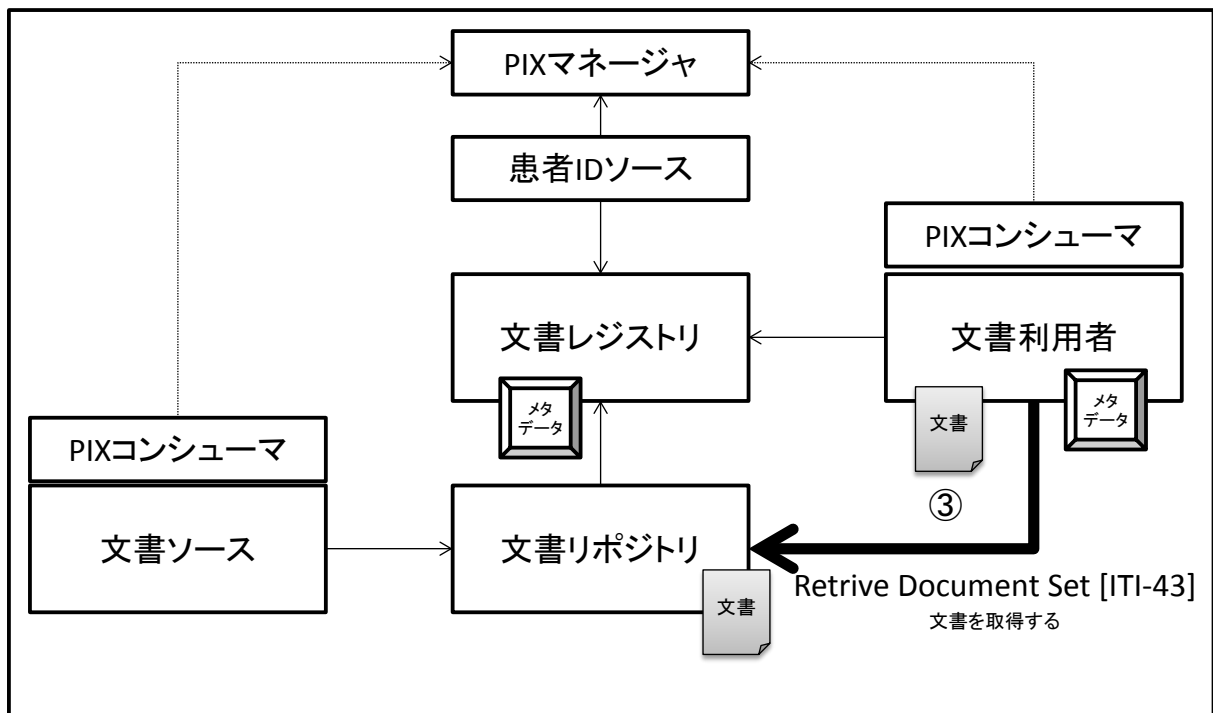 PIXマネージャ
患者IDソース
PIXコンシューマ
文書レジストリ
文書利用者
メタ
データ
文書
メタ
データ
PIXコンシューマ
③
文書ソース
文書リポジトリ
文書
Retrive Document Set [ITI-43]
文書を取得する